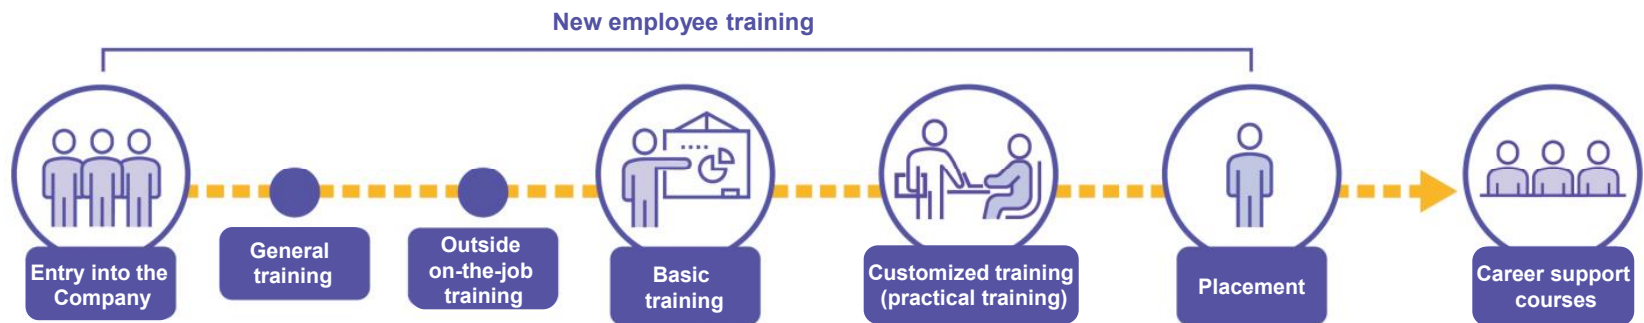 New employee training
Entry into the
Company
General
training
Outside
on-the-job
training
Basic
training
Customized training
(practical training)
Placement
Career support
courses